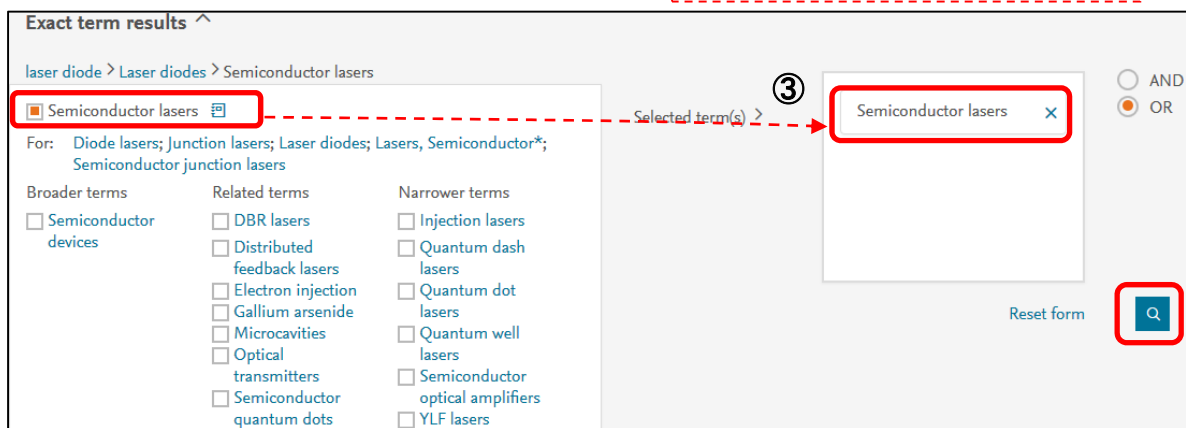 Exact term results ^
laser diode > Laser diodes > Semiconductor lasers
Semiconductor lasers
For: Diode lasers; Junction lasers; Laser diodes; Lasers, Semiconductor*;
Semiconductor junction lasers
Broader terms
Semiconductor
devices
Related terms
DBR lasers
Distributed
feedback lasers
Electron injection
Gallium arsenide
Microcavities
Optical
transmitters
Semiconductor
quantum dots
Narrower terms
Injection lasers
Quantum dash
lasers
Quantum dot
lasers
Quantum well
lasers
Semiconductor
optical amplifiers
YLF lasers
Selected term(s) >
③
Semiconductor lasers ×
AND
OR
Reset form